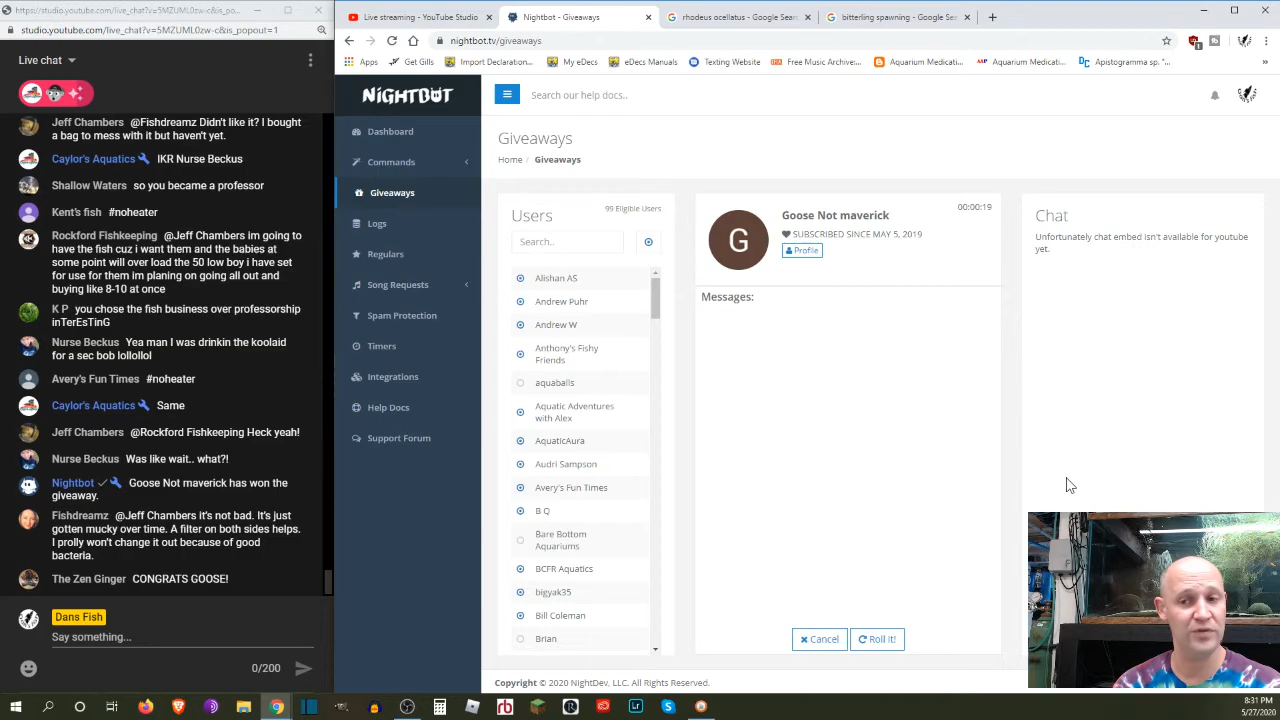 https://studio.youtube.com/live_chat?v=5MZUML0zw-c&is_po...
studio.youtube.com/live_chat?v=5MZUML0zw-c&is_popout=1
Live chat
Jeff Chambers @Fishdreamz Didn't like it? I bought
a bag to mess with it but haven't yet.
Caylor's Aquatics IKR Nurse Beckus
Shallow Waters so you became a professor
Kent's fish #noheater
Rockford Fishkeeping @Jeff Chambers im going to
have the fish cuz i want them and the babies at
some point will over load the 50 low boy i have set
for use for them im planing on going all out and
buying like 8-10 at once
K P you chose the fish business over professorship
inTerEsTinG
Nurse Beckus Yea man I was drinkin the koolaid
for a sec bob lollollol
Avery's Fun Times #noheater
Caylor's Aquatics Same
Jeff Chambers @Rockford Fishkeeping Heck yeah!
Nurse Beckus Was like wait.. what?!
Nightbot Goose Not maverick has won the
giveaway.
Fishdreamz @Jeff Chambers it's not bad. It's just
gotten mucky over time. A filter on both sides helps.
I prolly won't change it out because of good
bacteria.
The Zen Ginger CONGRATS GOOSE!
Dans Fish
Say something...
0/200
Live streaming - YouTube Studio
Nightbot - Giveaways
rhodeus ocellatus - Google Sear
bitterling spawning - Google Sea
nightbot.tv/giveaways
Apps
Get Gills
Import Declaration...
My eDecs
eDecs Manuals
Texting Website
Free Music Archive:...
Aquarium Medicati...
Aquarium Medicati...
Apistogramma sp. "...
NIGHTBOT
Dashboard
Commands
Giveaways
Logs
Regulars
Song Requests
Spam Protection
Timers
Integrations
Help Docs
Support Forum
Search our help docs..
Giveaways
Home / Giveaways
Users
99 Eligible Users
Search..
Alishan AS
Andrew Puhr
Andrew W
Anthony's Fishy
Friends
aquaballs
Aquatic Adventures
with Alex
AquaticAura
Audri Sampson
Avery's Fun Times
B Q
Bare Bottom
Aquariums
BCFR Aquatics
bigyak35
Bill Coleman
Brian
00:00:19
G
Goose Not maverick
SUBSCRIBED SINCE MAY 5, 2019
Profile
Messages:
Cancel
Roll it!
Chat
Unfortunately chat embed isn't available for youtube
yet.
Copyright © 2020 NightDev, LLC. All Rights Reserved.
8:31 PM
5/27/2020